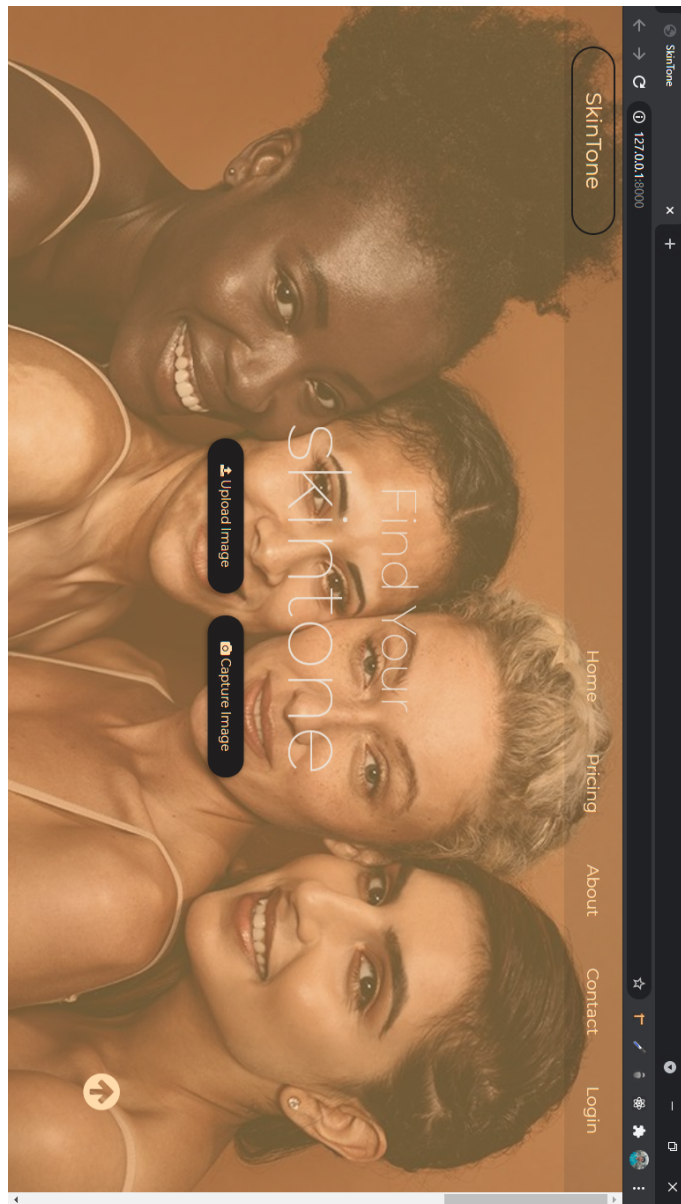 SkinTone
127.0.0.1:8000
SkinTone
Home Pricing About Contact Login
Find Your
skintone
Upload Image Capture Image